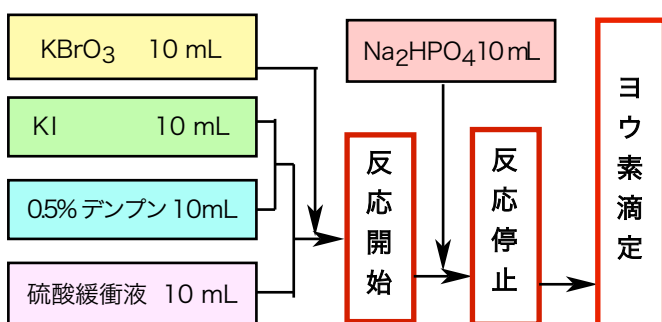 KBrO3 10 mL
Na2HPO4 10 mL
KI 10 mL
0.5% デンプン 10mL
硫酸緩衝液 10 mL
反応開始
反応停止
ヨウ素滴定